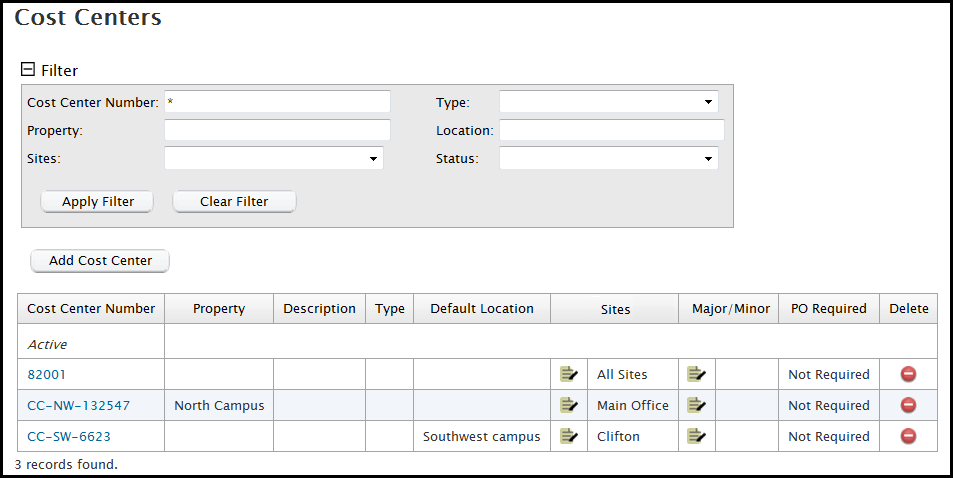 Cost Centers
Filter
Cost Center Number: * Type:
Property: Location:
Sites: Status:
Apply Filter Clear Filter
Add Cost Center
Cost Center Number Property Description Type Default Location Sites Major/Minor PO Required Delete
Active
82001 All Sites Not Required
CC-NW-132547 North Campus Main Office Not Required
CC-SW-6623 Southwest campus Clifton Not Required
3 records found.